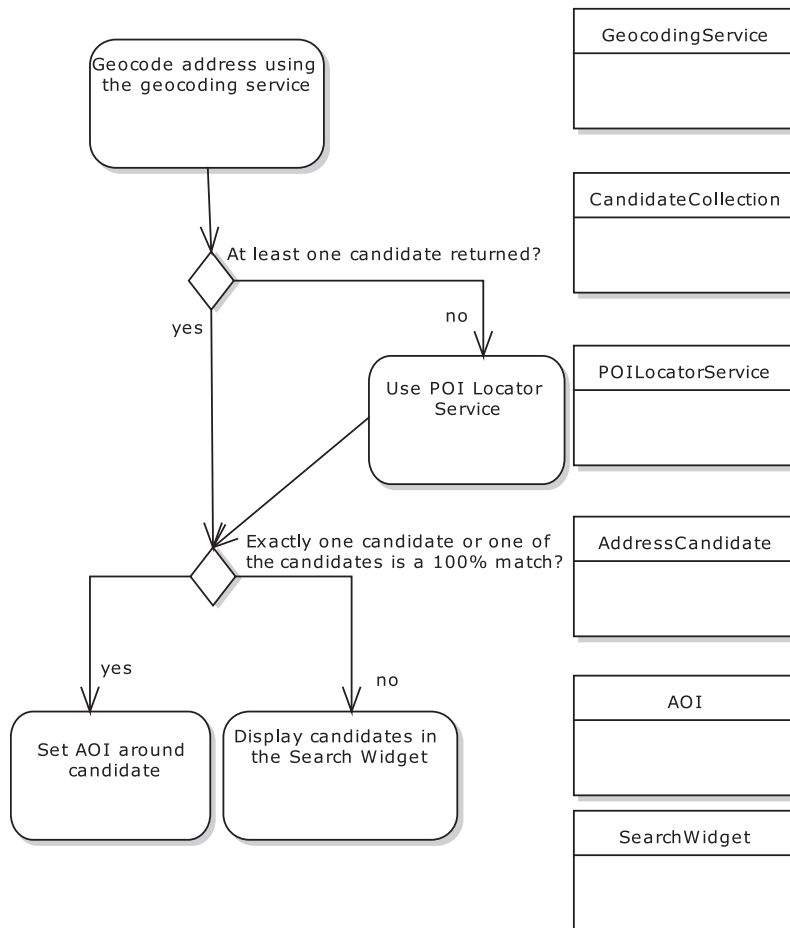 Geocode address using
the geocoding service
At least one candidate returned?
yes
no
Use POI Locator
Service
Exactly one candidate or one of
the candidates is a 100% match?
yes
no
Set AOI around
candidate
Display candidates in
the Search Widget
GeocodingService
CandidateCollection
POILocatorService
AddressCandidate
AOI
SearchWidget